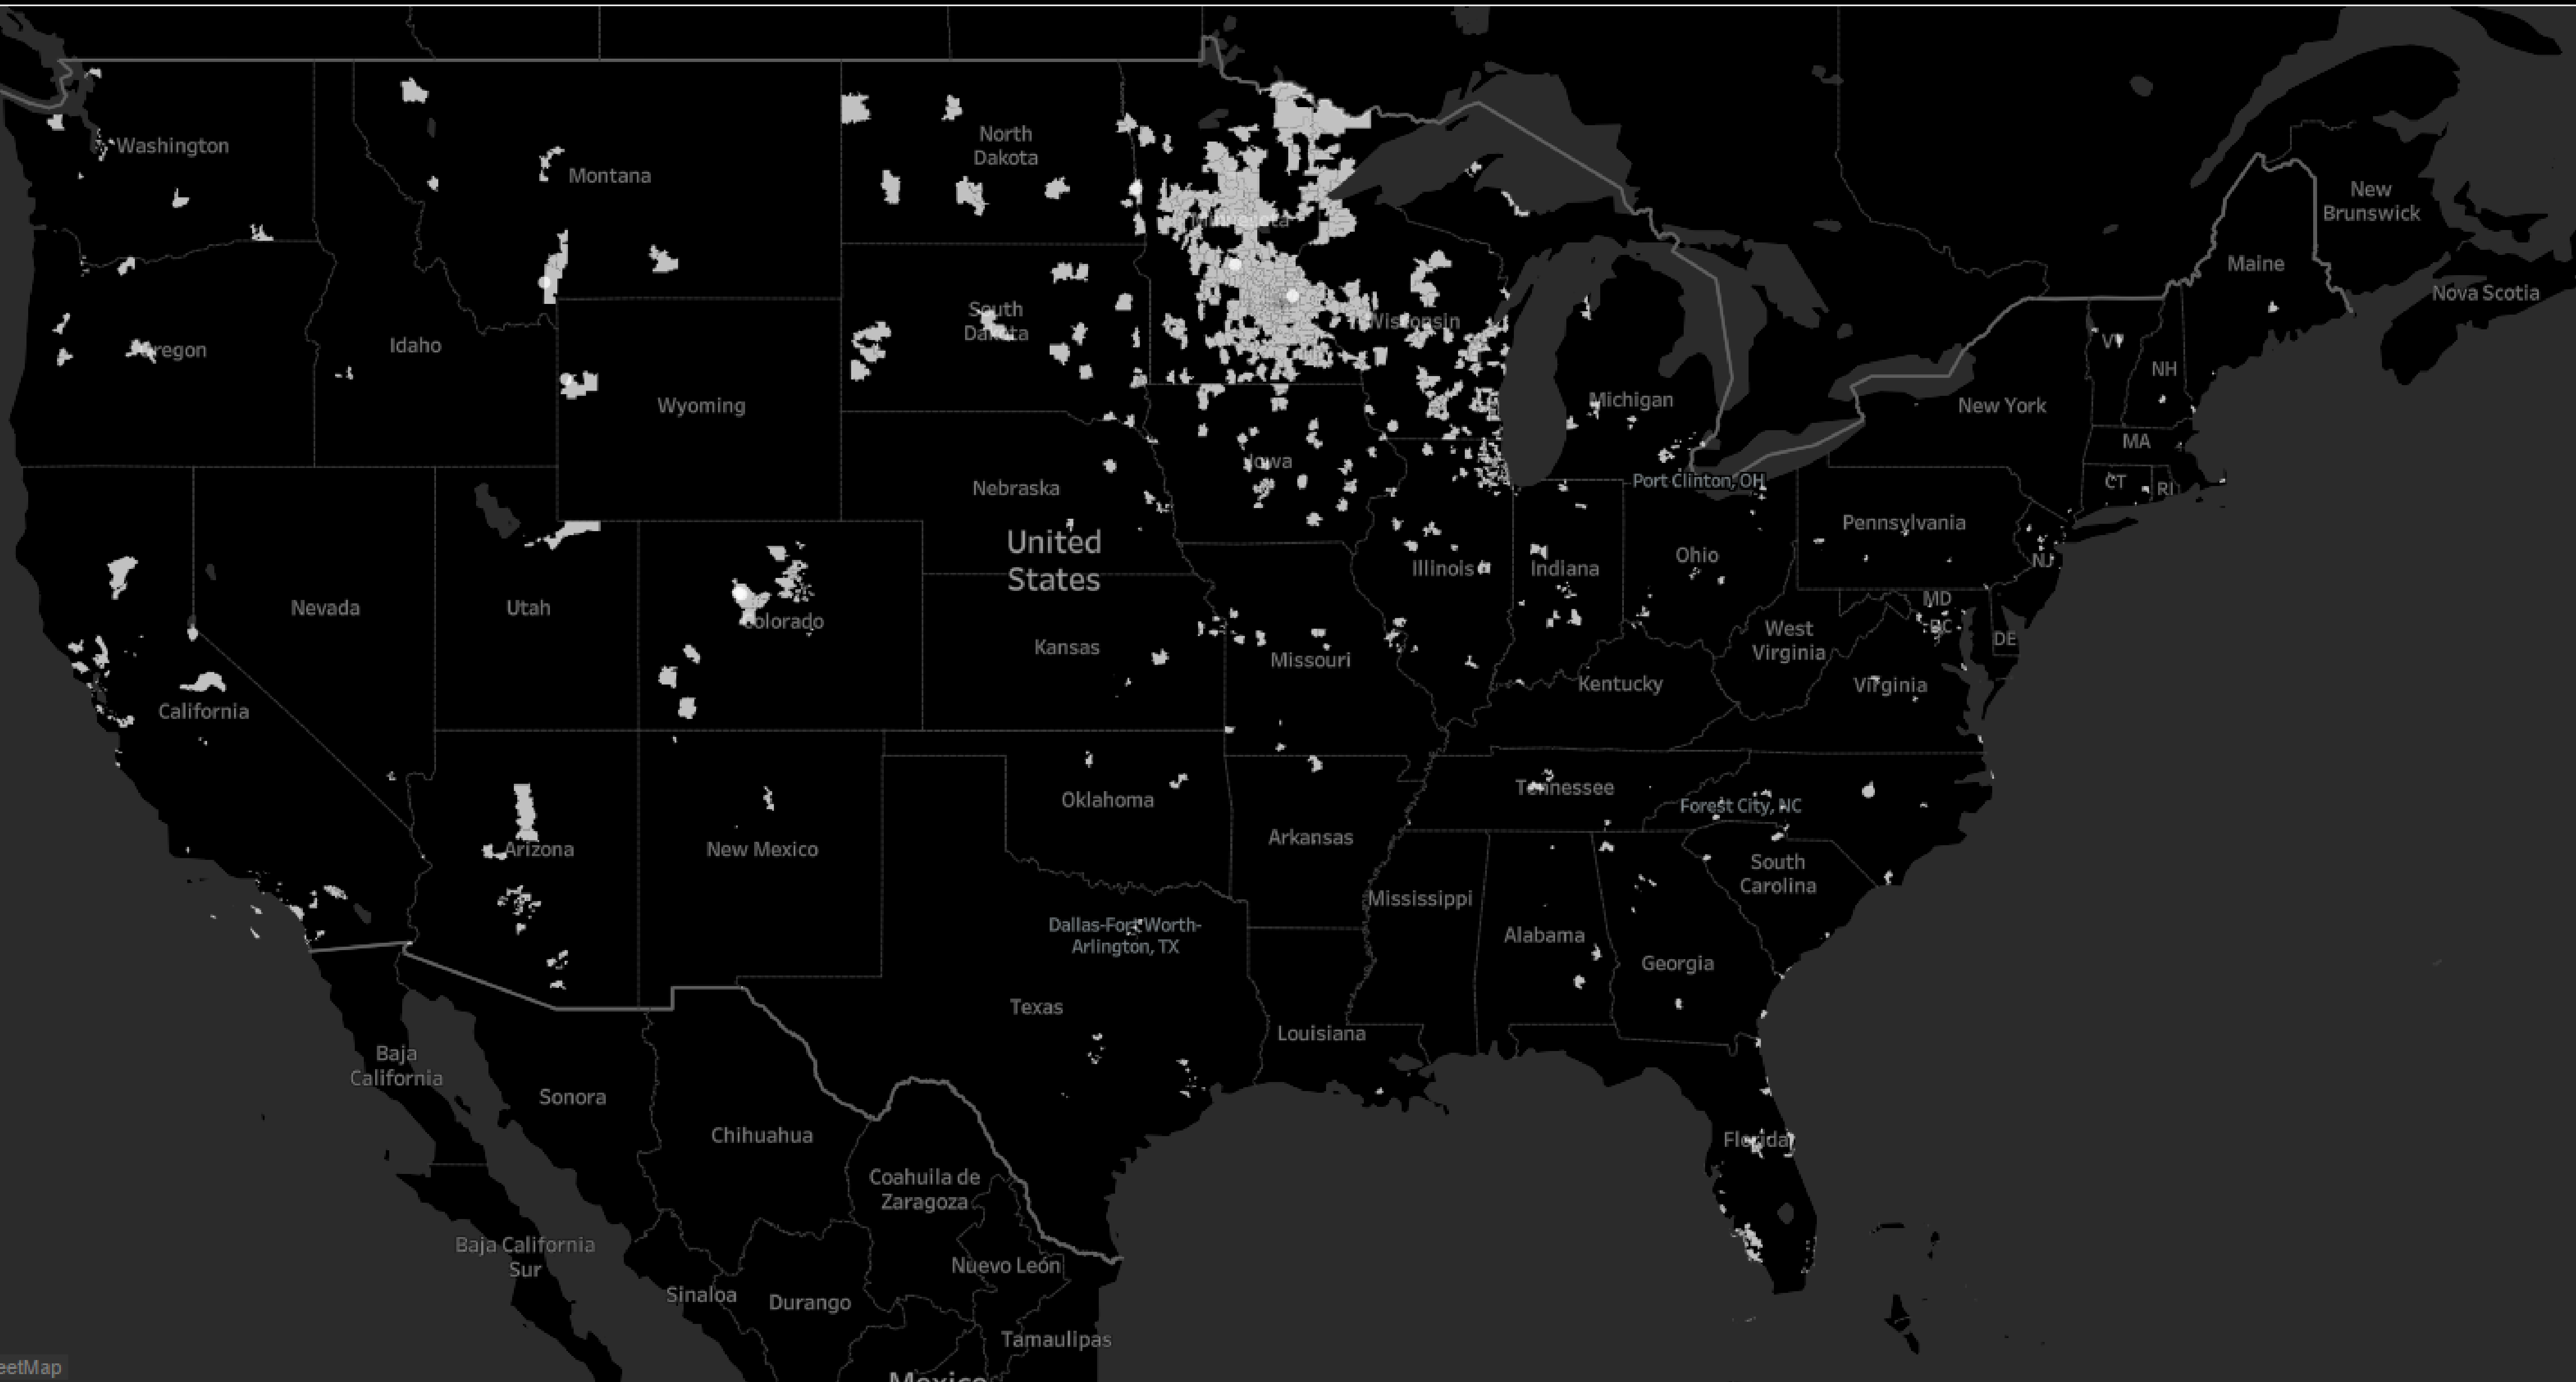 Washington
Montana
North
Dakota
Minnesota
New
Brunswick
Maine
Nova Scotia
Oregon
Idaho
South
Dakota
Wisconsin
VT
NH
Wyoming
Michigan
New York
MA
CT
RI
Iowa
Port Clinton, OH
Nebraska
Pennsylvania
United
States
Illinois
Indiana
Ohio
NJ
Nevada
Utah
Colorado
MD
DC
DE
West
Virginia
Kansas
Missouri
Kentucky
Virginia
California
Oklahoma
Tennessee
Forest City, NC
Arizona
New Mexico
Arkansas
South
Carolina
Mississippi
Dallas-Fort Worth-
Arlington, TX
Alabama
Georgia
Texas
Louisiana
Baja
California
Sonora
Chihuahua
Florida
Coahuila de
Zaragoza
Baja California
Sur
Nuevo León
Sinaloa
Durango
Tamaulipas
eetMap
Mexico